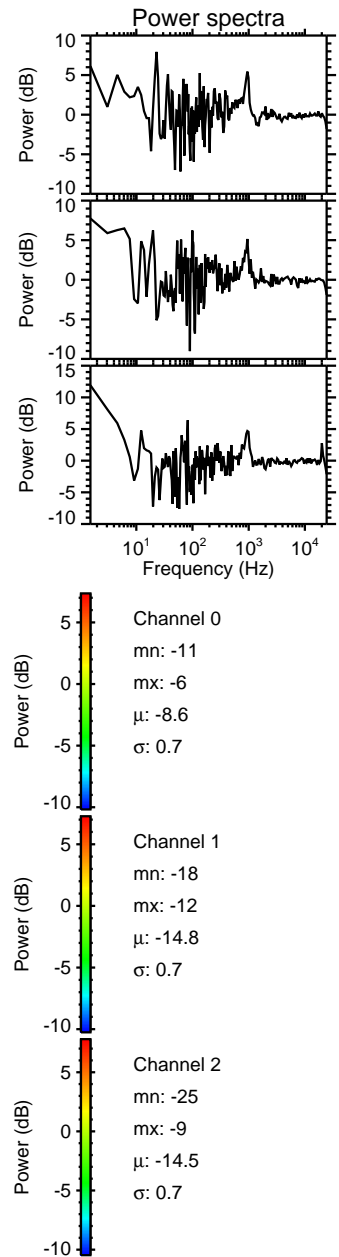 Power spectra
10
5
0
-5
-10
Power (dB)
10
5
0
-5
-10
Power (dB)
15
10
5
0
-5
-10
Power (dB)
10¹ 10² 10³ 10⁴
Frequency (Hz)
5
0
-5
-10
Power (dB)
Channel 0
mn: -11
mx: -6
μ: -8.6
σ: 0.7
5
0
-5
-10
Power (dB)
Channel 1
mn: -18
mx: -12
μ: -14.8
σ: 0.7
5
0
-5
-10
Power (dB)
Channel 2
mn: -25
mx: -9
μ: -14.5
σ: 0.7